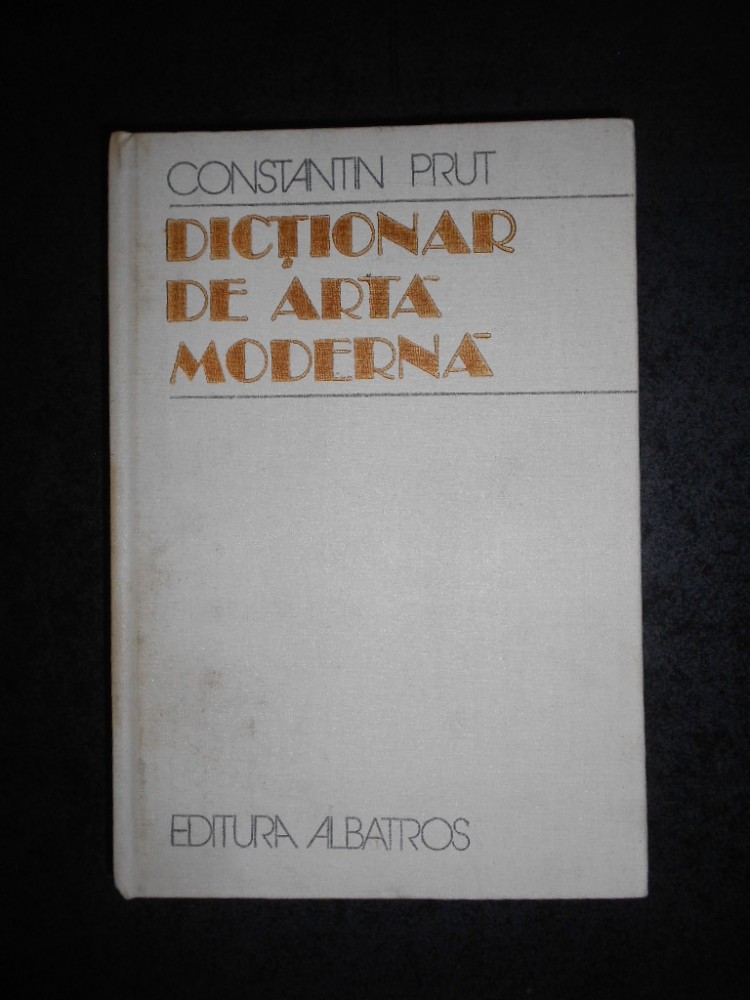 CONSTANTIN PRUT
DICȚIONAR
DE ARTĂ
MODERNĂ
EDITURA ALBATROS